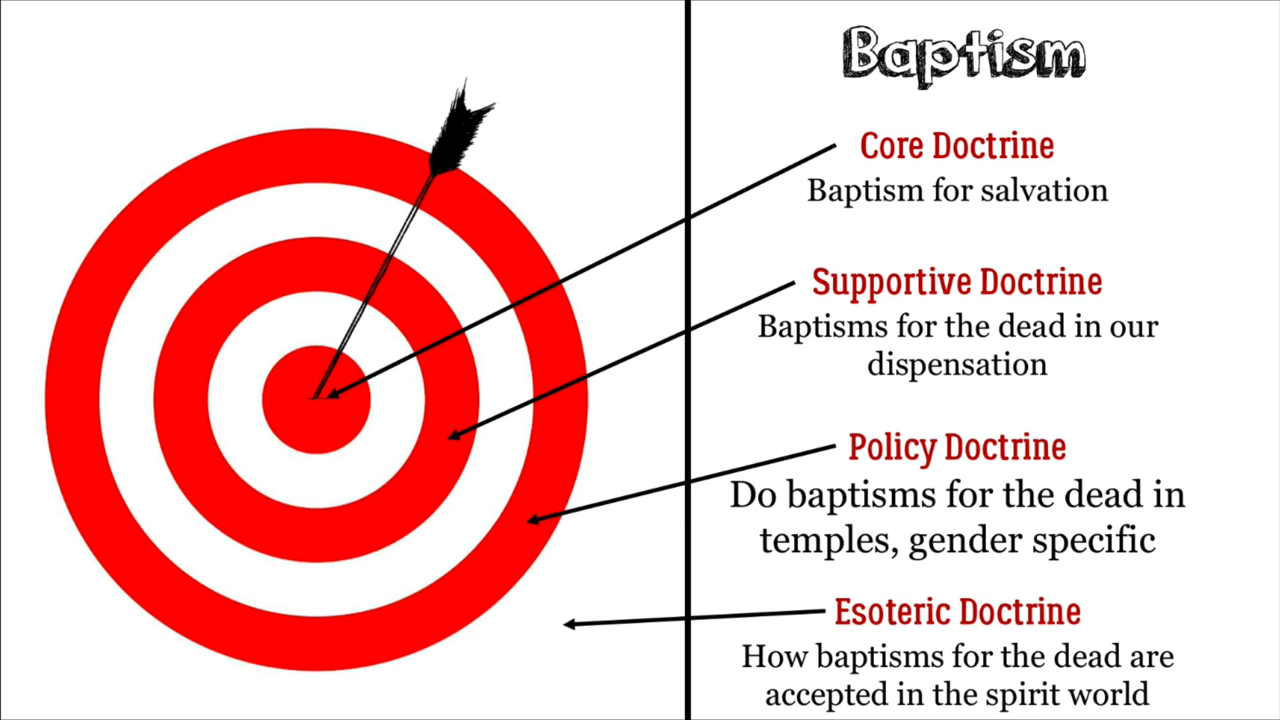 Baptism
Core Doctrine
Baptism for salvation
Supportive Doctrine
Baptisms for the dead in our
dispensation
Policy Doctrine
Do baptisms for the dead in
temples, gender specific
Esoteric Doctrine
How baptisms for the dead are
accepted in the spirit world